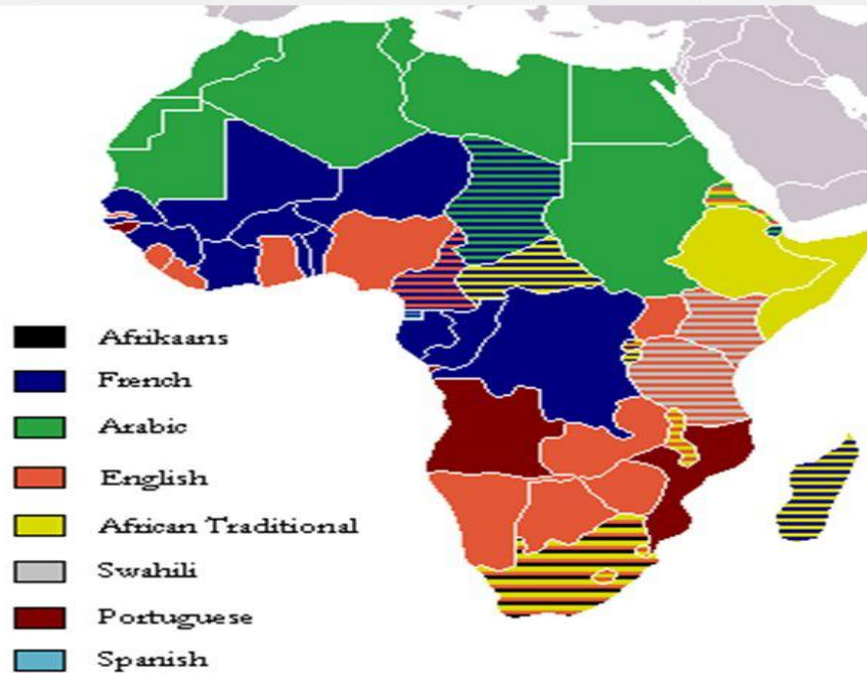 Afrikaans
French
Arabic
English
African Traditional
Swahili
Portuguese
Spanish